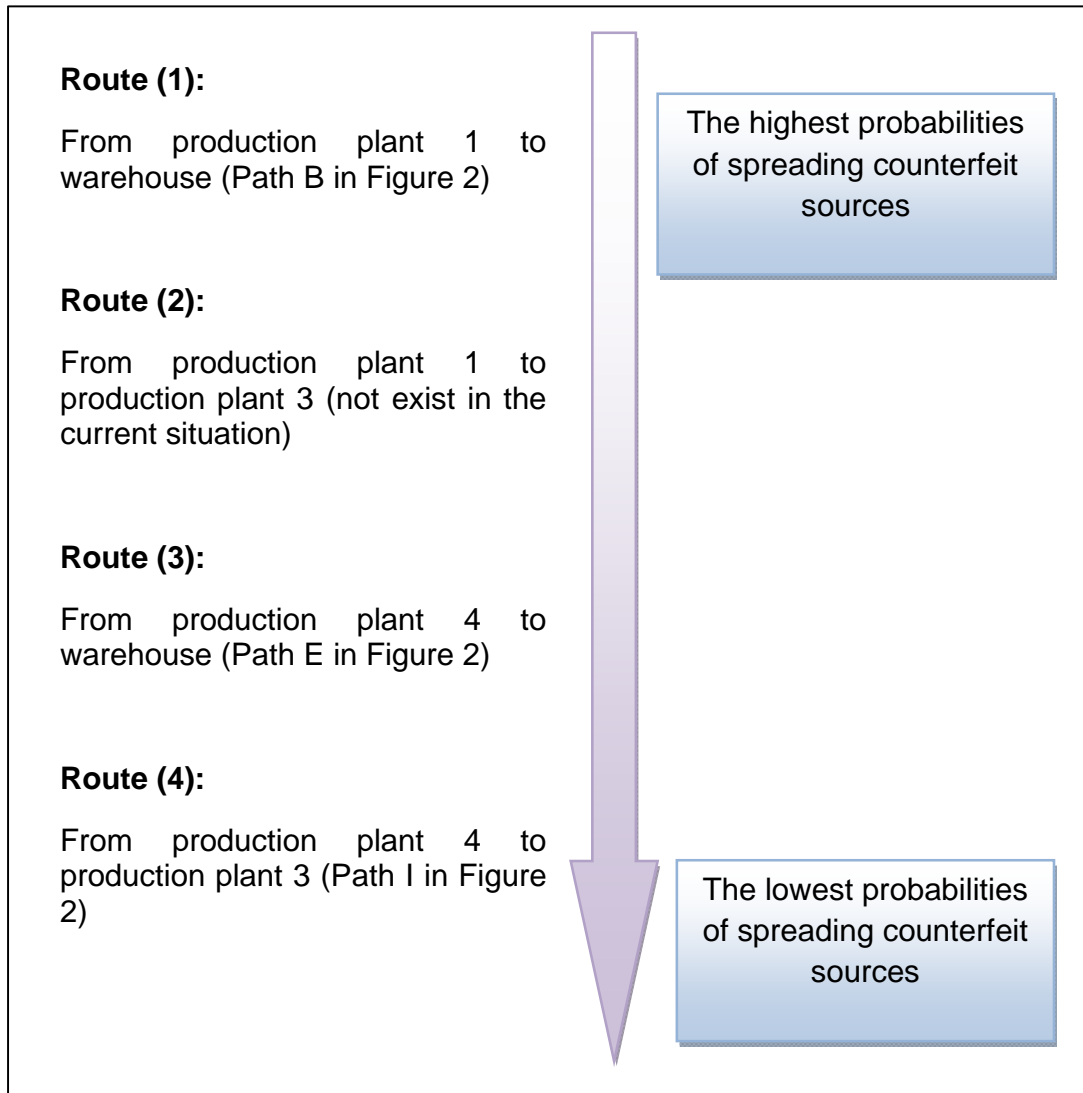 Route (1):
From production plant 1 to
warehouse (Path B in Figure 2)
The highest probabilities
of spreading counterfeit
sources
Route (2):
From production plant 1 to
production plant 3 (not exist in the
current situation)
Route (3):
From production plant 4 to
warehouse (Path E in Figure 2)
Route (4):
From production plant 4 to
production plant 3 (Path I in Figure
2)
The lowest probabilities
of spreading counterfeit
sources